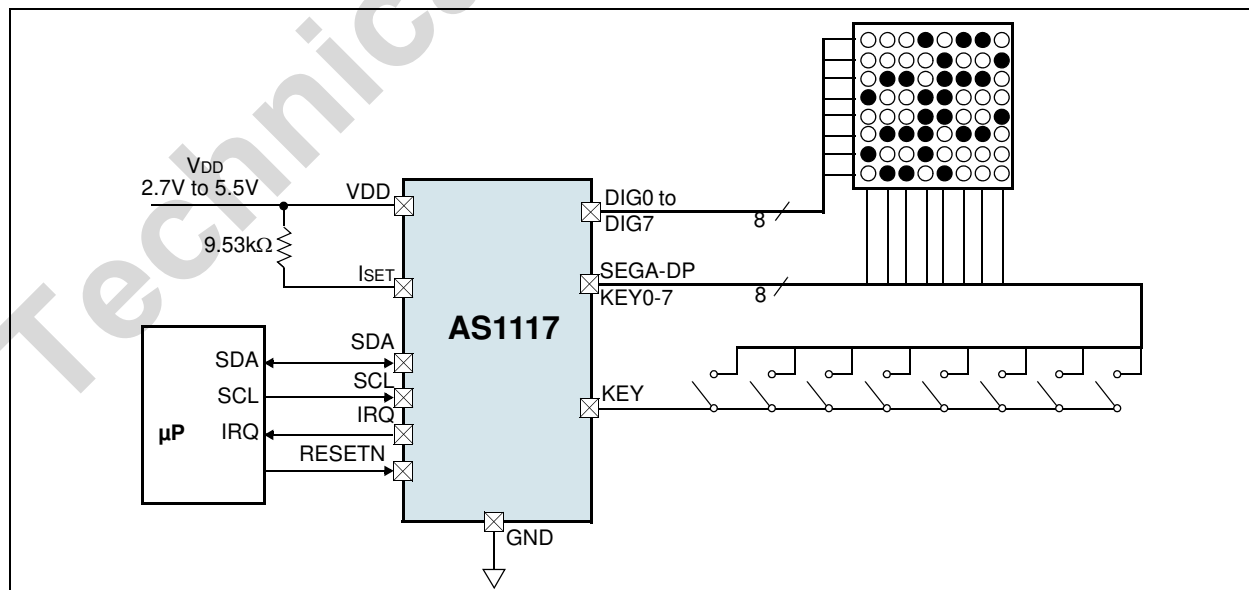 Technica
VDD
2.7V to 5.5V
9.53kΩ
VDD
ISET
SDA
SCL
IRQ
RESETN
SDA
SCL
IRQ
µP
AS1117
DIG0 to
DIG7
8
SEGA-DP
KEY0-7
8
KEY
GND